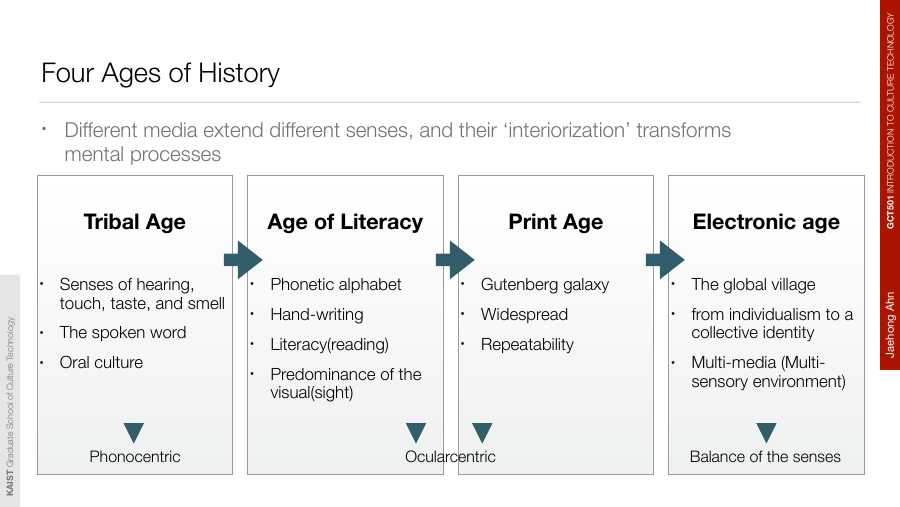 Four Ages of History
• Different media extend different senses, and their ‘interiorization’ transforms
mental processes
Tribal Age
• Senses of hearing,
touch, taste, and smell
• The spoken word
• Oral culture
Phonocentric
Age of Literacy
• Phonetic alphabet
• Hand-writing
• Literacy(reading)
• Predominance of the
visual(sight)
Print Age
• Gutenberg galaxy
• Widespread
• Repeatability
Ocularcentric
Electronic age
• The global village
• from individualism to a
collective identity
• Multi-media (Multi-
sensory environment)
Balance of the senses
GCT501 INTRODUCTION TO CULTURE TECHNOLOGY
Jaehong Ahn
KAIST Graduate School of Culture Technology